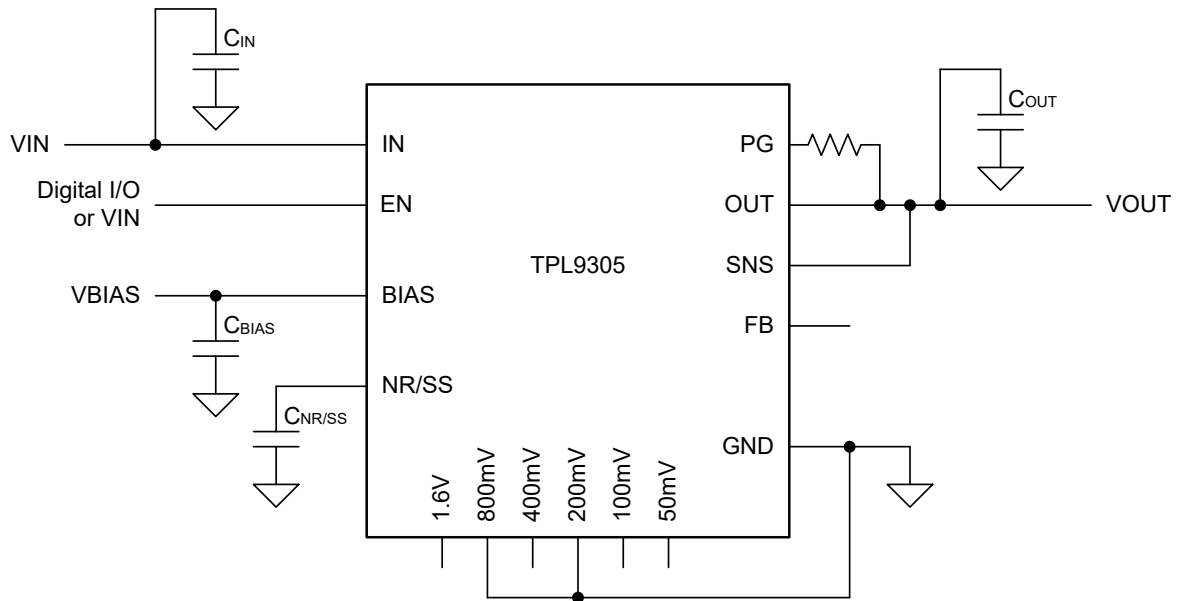 CIN
COUT
VIN
IN
PG
Digital I/O
or VIN
EN
OUT
VOUT
TPL9305
SNS
VBIAS
BIAS
FB
CBIAS
NR/SS
CNR/SS
GND
1.6V
800mV
400mV
200mV
100mV
50mV